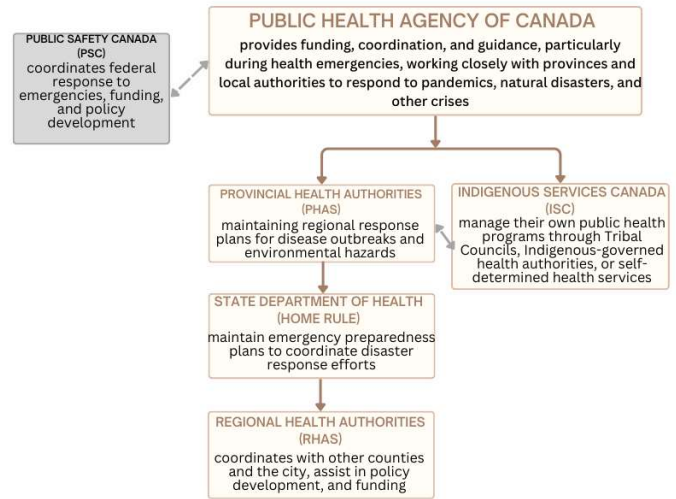 PUBLIC SAFETY CANADA
(PSC)
coordinates federal
response to
emergencies, funding,
and policy
development
PUBLIC HEALTH AGENCY OF CANADA
provides funding, coordination, and guidance, particularly
during health emergencies, working closely with provinces and
local authorities to respond to pandemics, natural disasters, and
other crises
PROVINCIAL HEALTH AUTHORITIES
(PHAS)
maintaining regional response
plans for disease outbreaks and
environmental hazards
INDIGENOUS SERVICES CANADA
(ISC)
manage their own public health
programs through Tribal
Councils, Indigenous-governed
health authorities, or self-
determined health services
STATE DEPARTMENT OF HEALTH
(HOME RULE)
maintain emergency preparedness
plans to coordinate disaster
response efforts
REGIONAL HEALTH AUTHORITIES
(RHAS)
coordinates with other counties
and the city, assist in policy
development, and funding